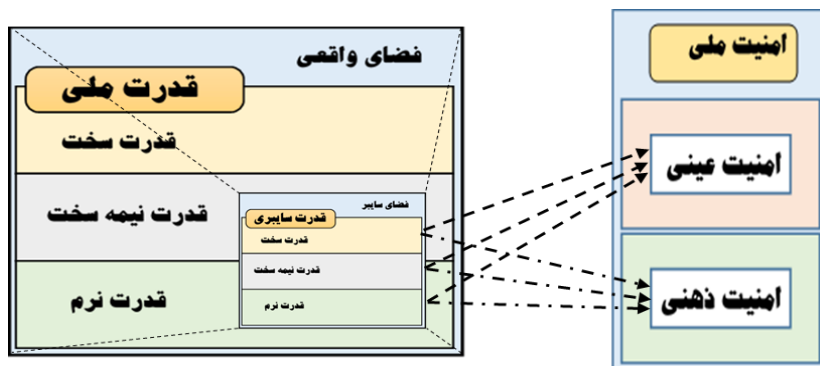 امنیت ملی
امنیت عینی
امنیت ذهنی
فضای واقعی
قدرت ملی
قدرت سخت
قدرت نیمه سخت
قدرت نرم
فضای سایبر
قدرت سایبری
قدرت سخت
قدرت نیمه سخت
قدرت نرم